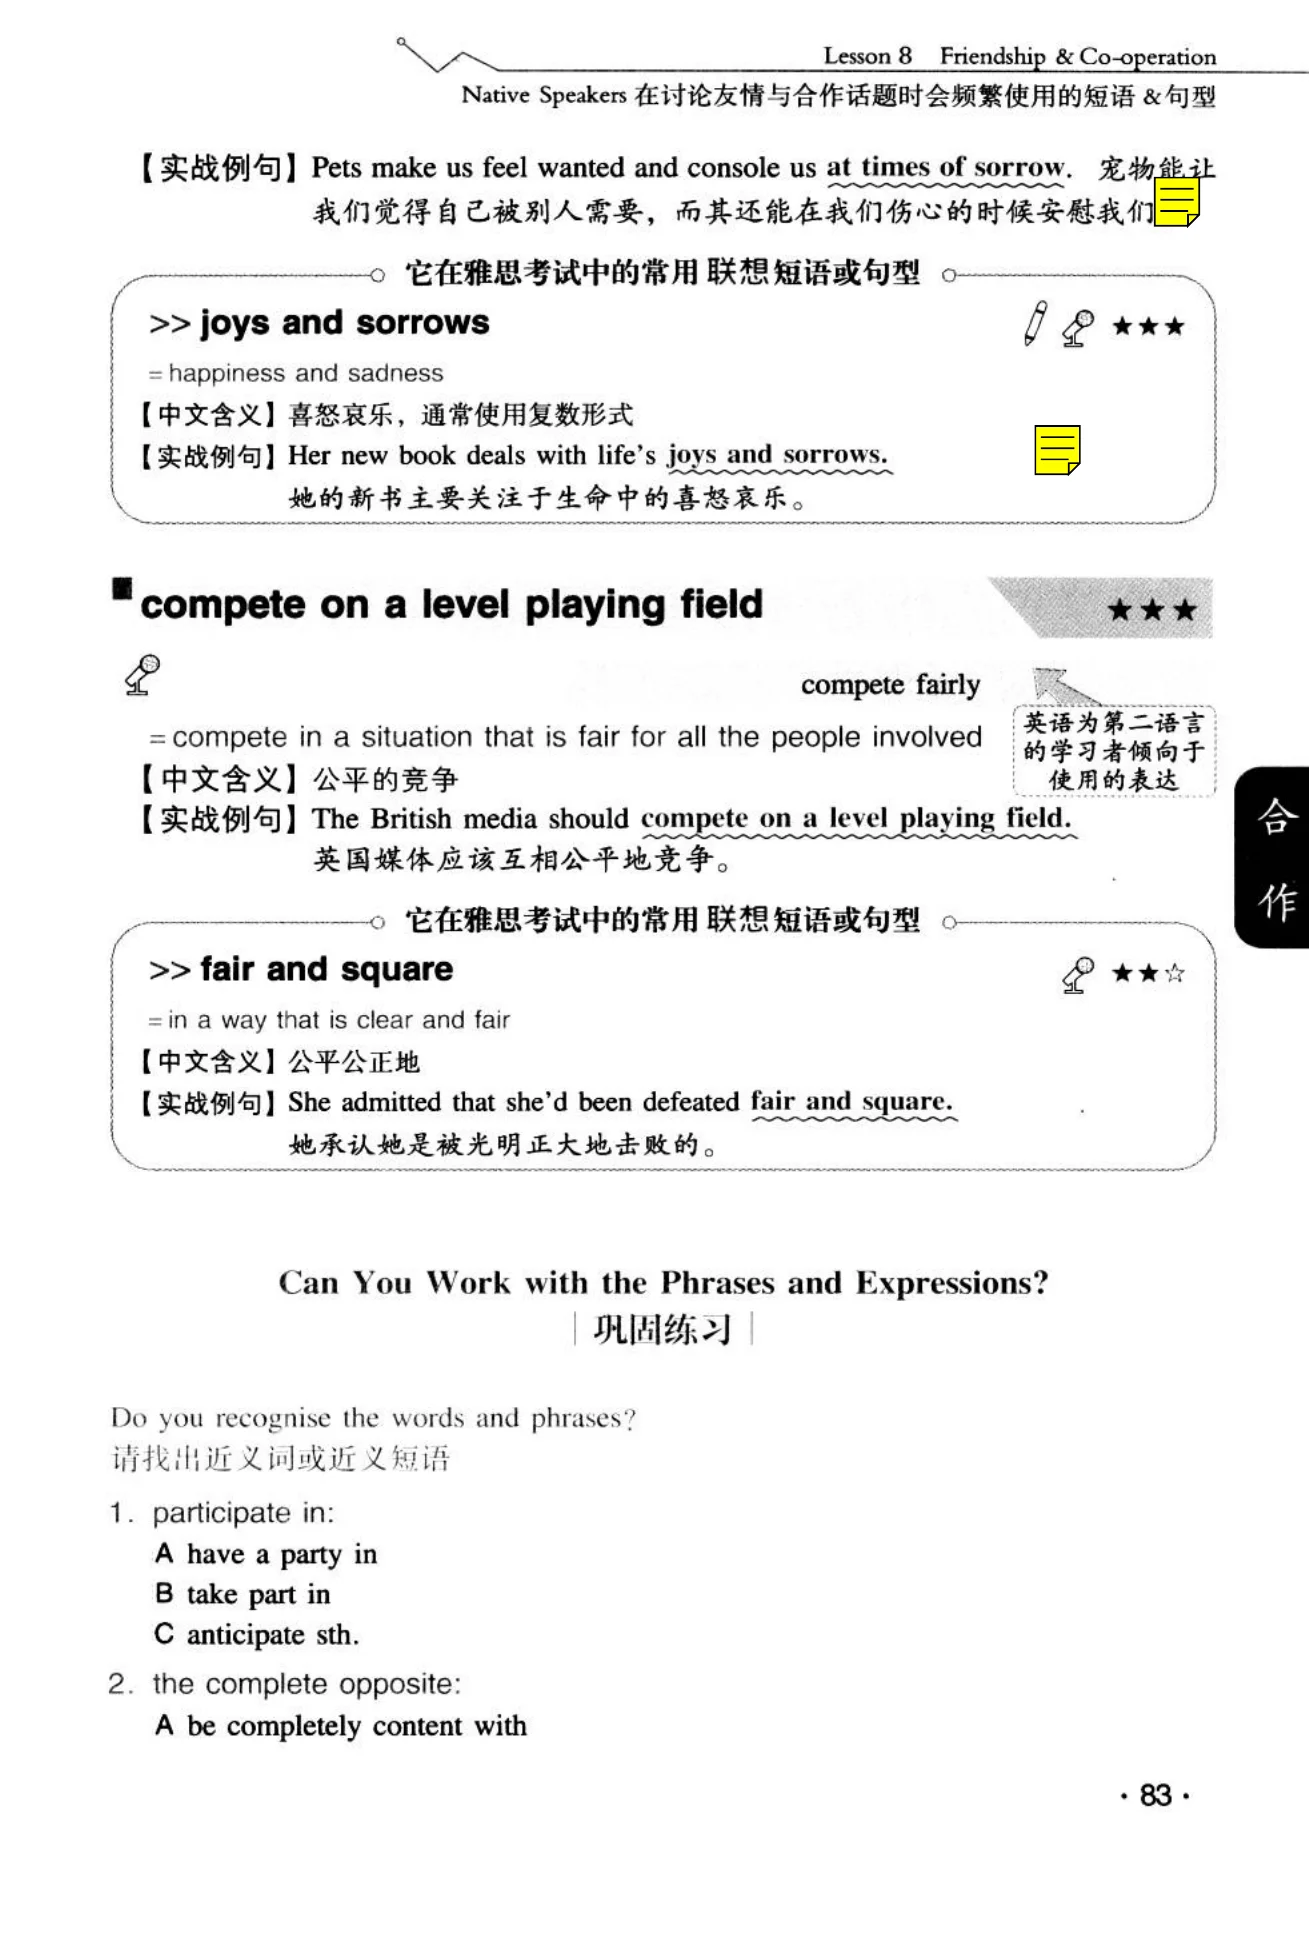 Lesson 8 Friendship & Co-operation
Native Speakers 在讨论友情与合作话题时会频繁使用的短语 & 句型
【实战例句】Pets make us feel wanted and console us at times of sorrow. 宠物能让
我们觉得自己被别人需要，而其还能在我们伤心的时候安慰我们
它在雅思考试中的常用联想短语或句型
>> joys and sorrows ★★★
= happiness and sadness
【中文含义】喜怒哀乐，通常使用复数形式
【实战例句】Her new book deals with life's joys and sorrows.
她的新书主要关注于生命中的喜怒哀乐。
compete on a level playing field ★★★
compete fairly
英语为第二语言
的学习者倾向于
使用的表达
= compete in a situation that is fair for all the people involved
【中文含义】公平的竞争
【实战例句】The British media should compete on a level playing field.
英国媒体应该互相公平地竞争。
合作
它在雅思考试中的常用联想短语或句型
>> fair and square ★★☆
= in a way that is clear and fair
【中文含义】公平公正地
【实战例句】She admitted that she'd been defeated fair and square.
她承认她是被光明正大地击败的。
Can You Work with the Phrases and Expressions?
巩固练习
Do you recognise the words and phrases?
请找出近义词或近义短语
1. participate in:
A have a party in
B take part in
C anticipate sth.
2. the complete opposite:
A be completely content with
· 83 ·